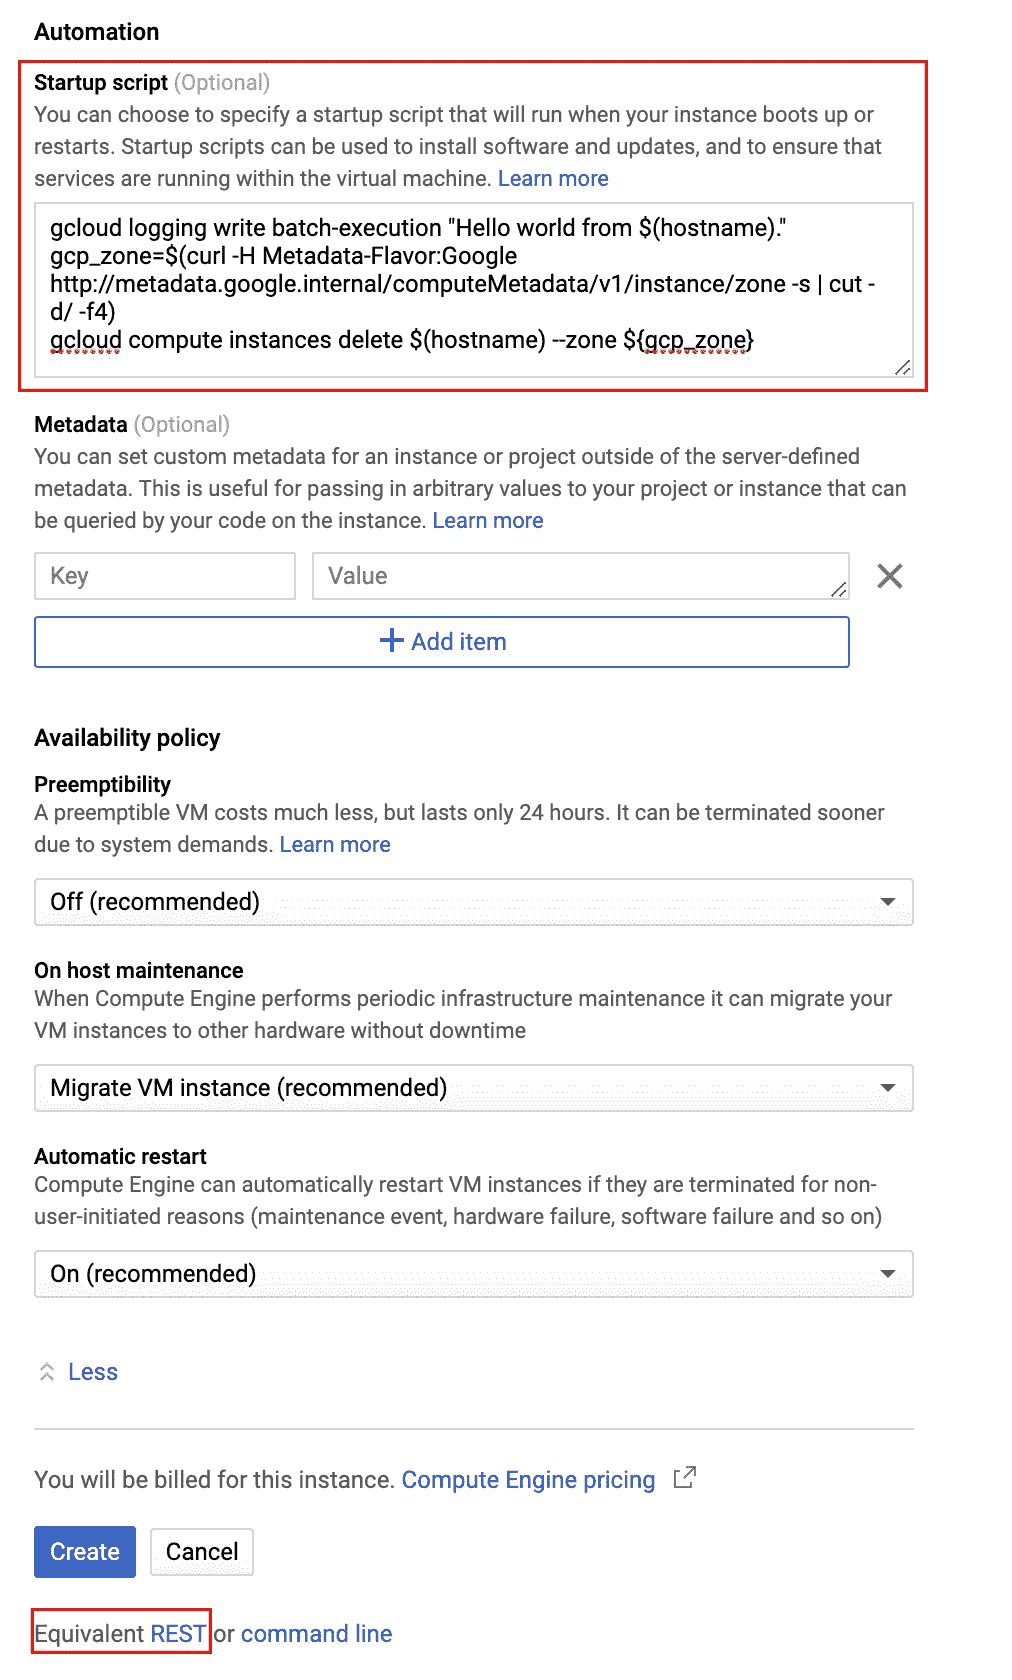 Automation
Startup script (Optional)
You can choose to specify a startup script that will run when your instance boots up or
restarts. Startup scripts can be used to install software and updates, and to ensure that
services are running within the virtual machine. Learn more
gcloud logging write batch-execution "Hello world from $(hostname)."
gcp_zone=$(curl -H Metadata-Flavor:Google
http://metadata.google.internal/computeMetadata/v1/instance/zone -s | cut -
d/ -f4)
gcloud compute instances delete $(hostname) --zone ${gcp_zone}
Metadata (Optional)
You can set custom metadata for an instance or project outside of the server-defined
metadata. This is useful for passing in arbitrary values to your project or instance that can
be queried by your code on the instance. Learn more
Key Value
Add item
Availability policy
Preemptibility
A preemptible VM costs much less, but lasts only 24 hours. It can be terminated sooner
due to system demands. Learn more
Off (recommended)
On host maintenance
When Compute Engine performs periodic infrastructure maintenance it can migrate your
VM instances to other hardware without downtime
Migrate VM instance (recommended)
Automatic restart
Compute Engine can automatically restart VM instances if they are terminated for non-
user-initiated reasons (maintenance event, hardware failure, software failure and so on)
On (recommended)
Less
You will be billed for this instance. Compute Engine pricing
Create Cancel
Equivalent REST or command line